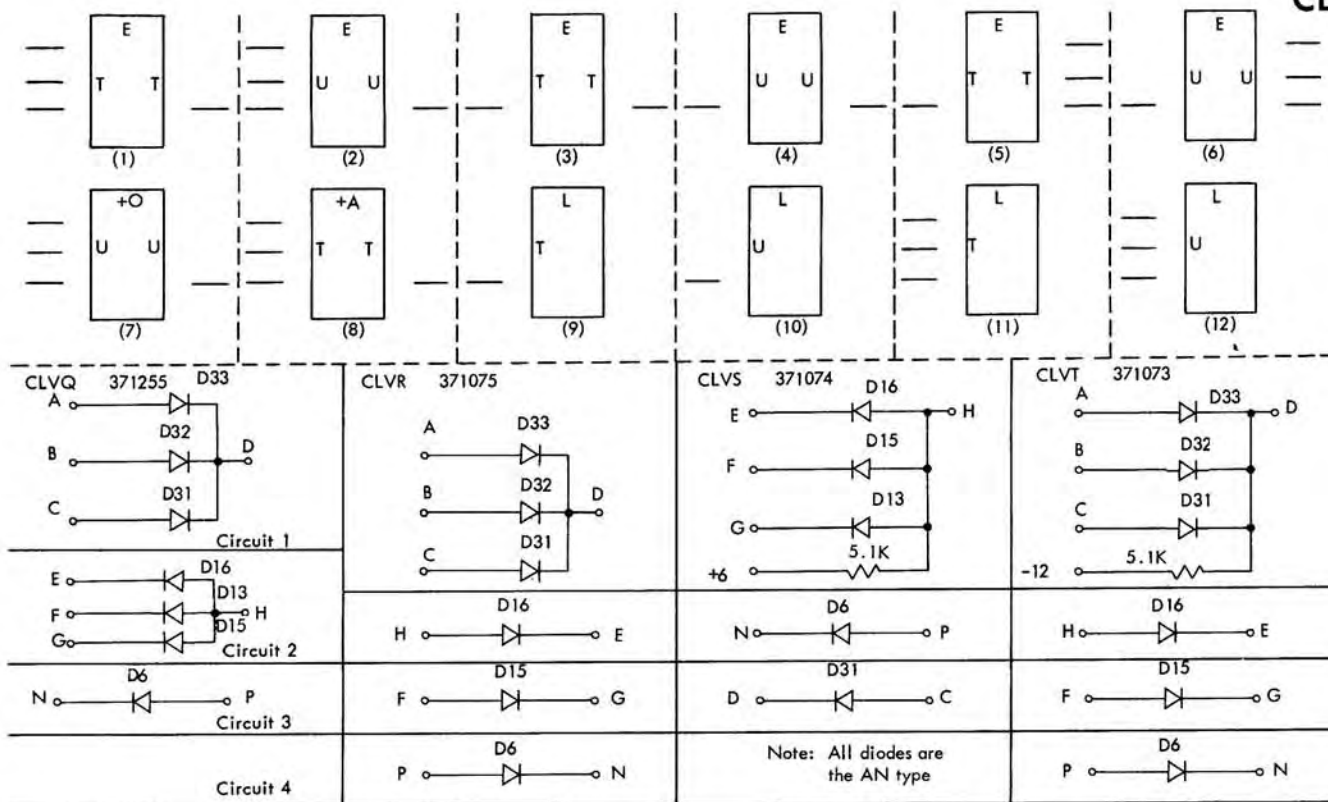 CL
E E E E E E
T T U U T T U U T T U U
(1) (2) (3) (4) (5) (6)
+O +A L L L L
U U T T T U T U
(7) (8) (9) (10) (11) (12)
CLVQ 371255
D33
A
D32
B D
D31
C
Circuit 1
D16
E
D13
F H
D15
G
Circuit 2
D6
N P
Circuit 3
Circuit 4
CLVR 371075
A D33
B D32 D
C D31
D16
H E
D15
F G
D6
P N
CLVS 371074
D16
E H
D15
F
D13
G
5.1K
+6
D6
N P
D31
D C
Note: All diodes are
the AN type
CLVT 371073
A D33 D
B D32
C D31
5.1K
-12
D16
H E
D15
F G
D6
P N